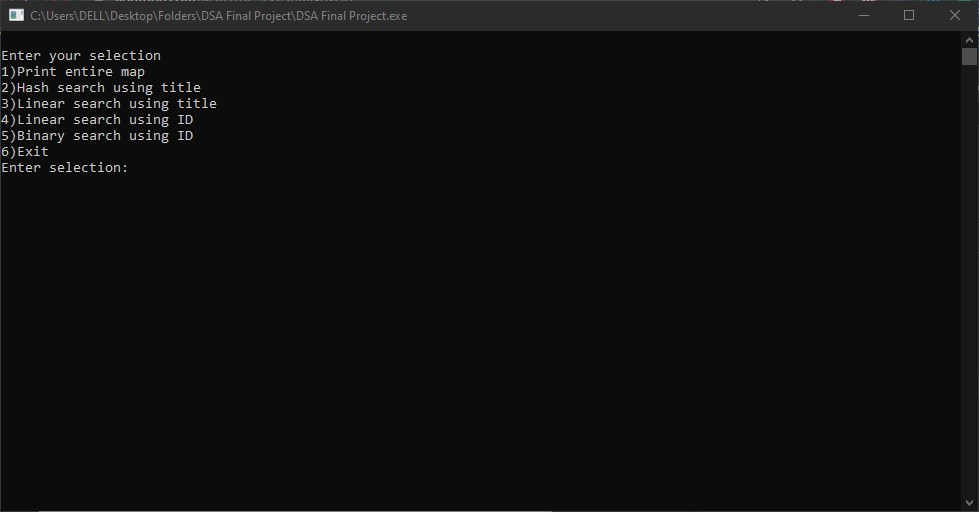 C:\Users\DELL\Desktop\Folders\DSA Final Project\DSA Final Project.exe
Enter your selection
1)Print entire map
2)Hash search using title
3)Linear search using title
4)Linear search using ID
5)Binary search using ID
6)Exit
Enter selection: